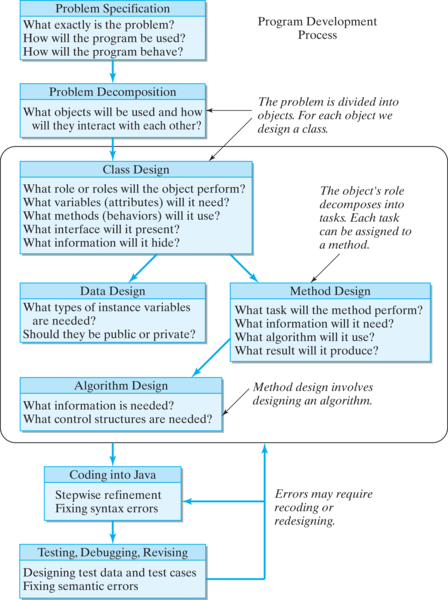 Problem Specification
What exactly is the problem?
How will the program be used?
How will the program behave?
Program Development
Process
Problem Decomposition
What objects will be used and how
will they interact with each other?
The problem is divided into
objects. For each object we
design a class.
Class Design
What role or roles will the object perform?
What variables (attributes) will it need?
What methods (behaviors) will it use?
What interface will it present?
What information will it hide?
The object's role
decomposes into
tasks. Each task
can be assigned to
a method.
Data Design
What types of instance variables
are needed?
Should they be public or private?
Method Design
What task will the method perform?
What information will it need?
What algorithm will it use?
What result will it produce?
Algorithm Design
What information is needed?
What control structures are needed?
Method design involves
designing an algorithm.
Coding into Java
Stepwise refinement
Fixing syntax errors
Errors may require
recoding or
redesigning.
Testing, Debugging, Revising
Designing test data and test cases
Fixing semantic errors